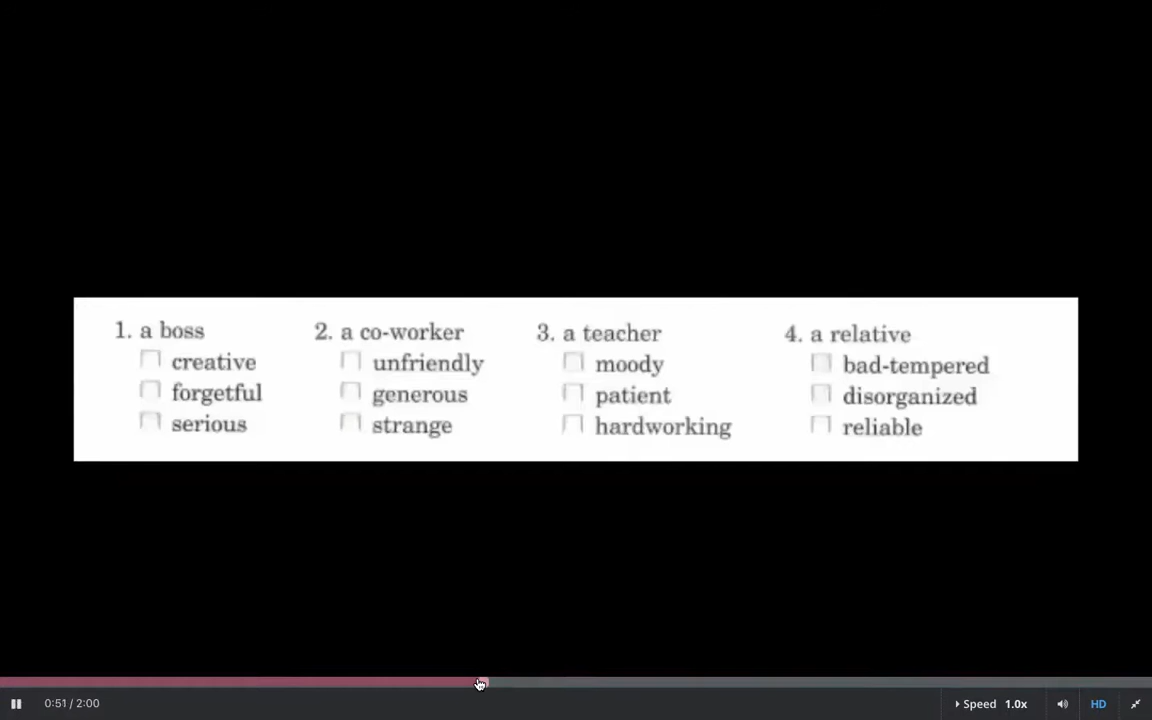 1. a boss
creative
forgetful
serious
2. a co-worker
unfriendly
generous
strange
3. a teacher
moody
patient
hardworking
4. a relative
bad-tempered
disorganized
reliable
0:51 / 2:00
Speed 1.0x
HD